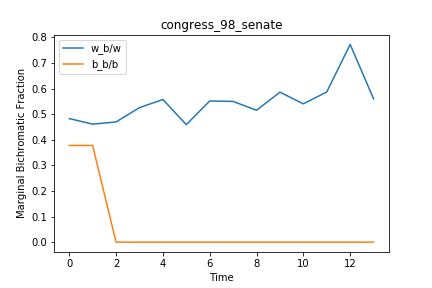 congress_98_senate
w_b/w
b_b/b
Marginal Bichromatic Fraction
0.8
0.7
0.6
0.5
0.4
0.3
0.2
0.1
0.0
0 2 4 6 8 10 12
Time